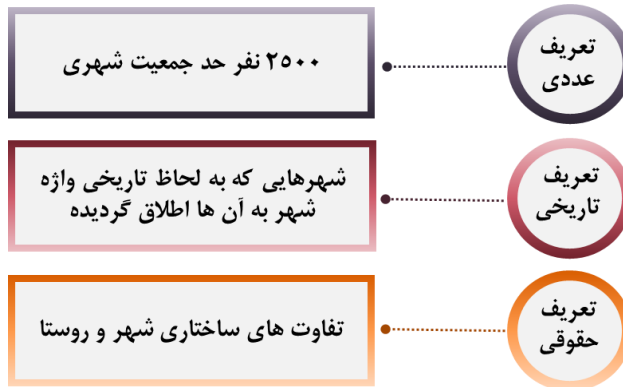 تعریف
عددی
۲۵۰۰ نفر حد جمعیت شهری
تعریف
تاریخی
شهرهایی که به لحاظ تاریخی واژه
شهر به آن ها اطلاق گردیده
تعریف
حقوقی
تفاوت های ساختاری شهر و روستا